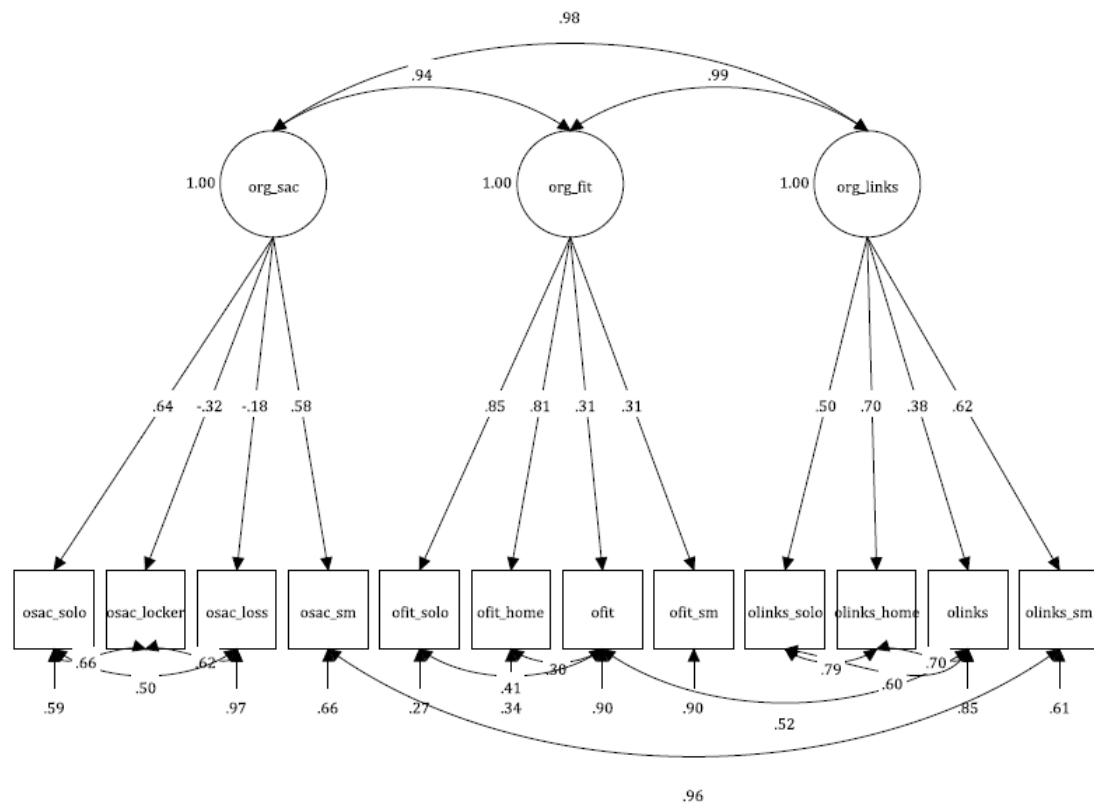 .98
.94 .99
1.00 org_sac 1.00 org_fit 1.00 org_links
.64 -.32 -.18 .58 .85 .81 .31 .31 .50 .70 .38 .62
osac_solo osac_locker osac_loss osac_sm ofit_solo ofit_home ofit ofit_sm olinks_solo olinks_home olinks olinks_sm
.66 .62 .30 .79 .70
.50 .41 .60
.59 .97 .66 .27 .34 .90 .90 .85 .61
.52
.96